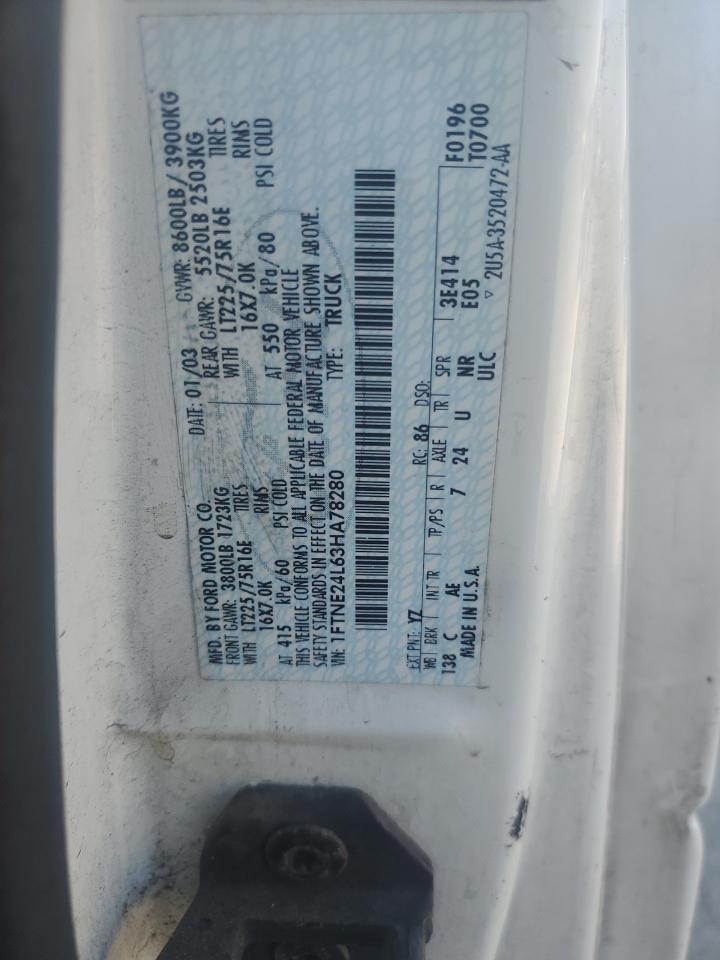 MFD. BY FORD MOTOR CO.
DATE: 01/03 GVWR: 8600LB/ 3900KG
FRONT GAWR: 3800LB 1723KG REAR GAWR: 5520LB 2503KG
WITH LT225/75R16E TIRES WITH LT225/75R16E TIRES
16X7.0K RIMS 16X7.0K RIMS
AT 415 kPa/60 PSI COLD AT 550 kPa/80 PSI COLD
THIS VEHICLE CONFORMS TO ALL APPLICABLE FEDERAL MOTOR VEHICLE
SAFETY STANDARDS IN EFFECT ON THE DATE OF MANUFACTURE SHOWN ABOVE.
VIN: 1FTNE24L63HA78280 TYPE: TRUCK
F0196
T0700
EXT PNT: YZ RC: 86 DSO:
WB BRK INT TR TP/PS R AXLE TR SPR 3E414
138 C AE 7 24 U NR E05
MADE IN U.S.A. ULC
▽ 2U5A-3520472-AA